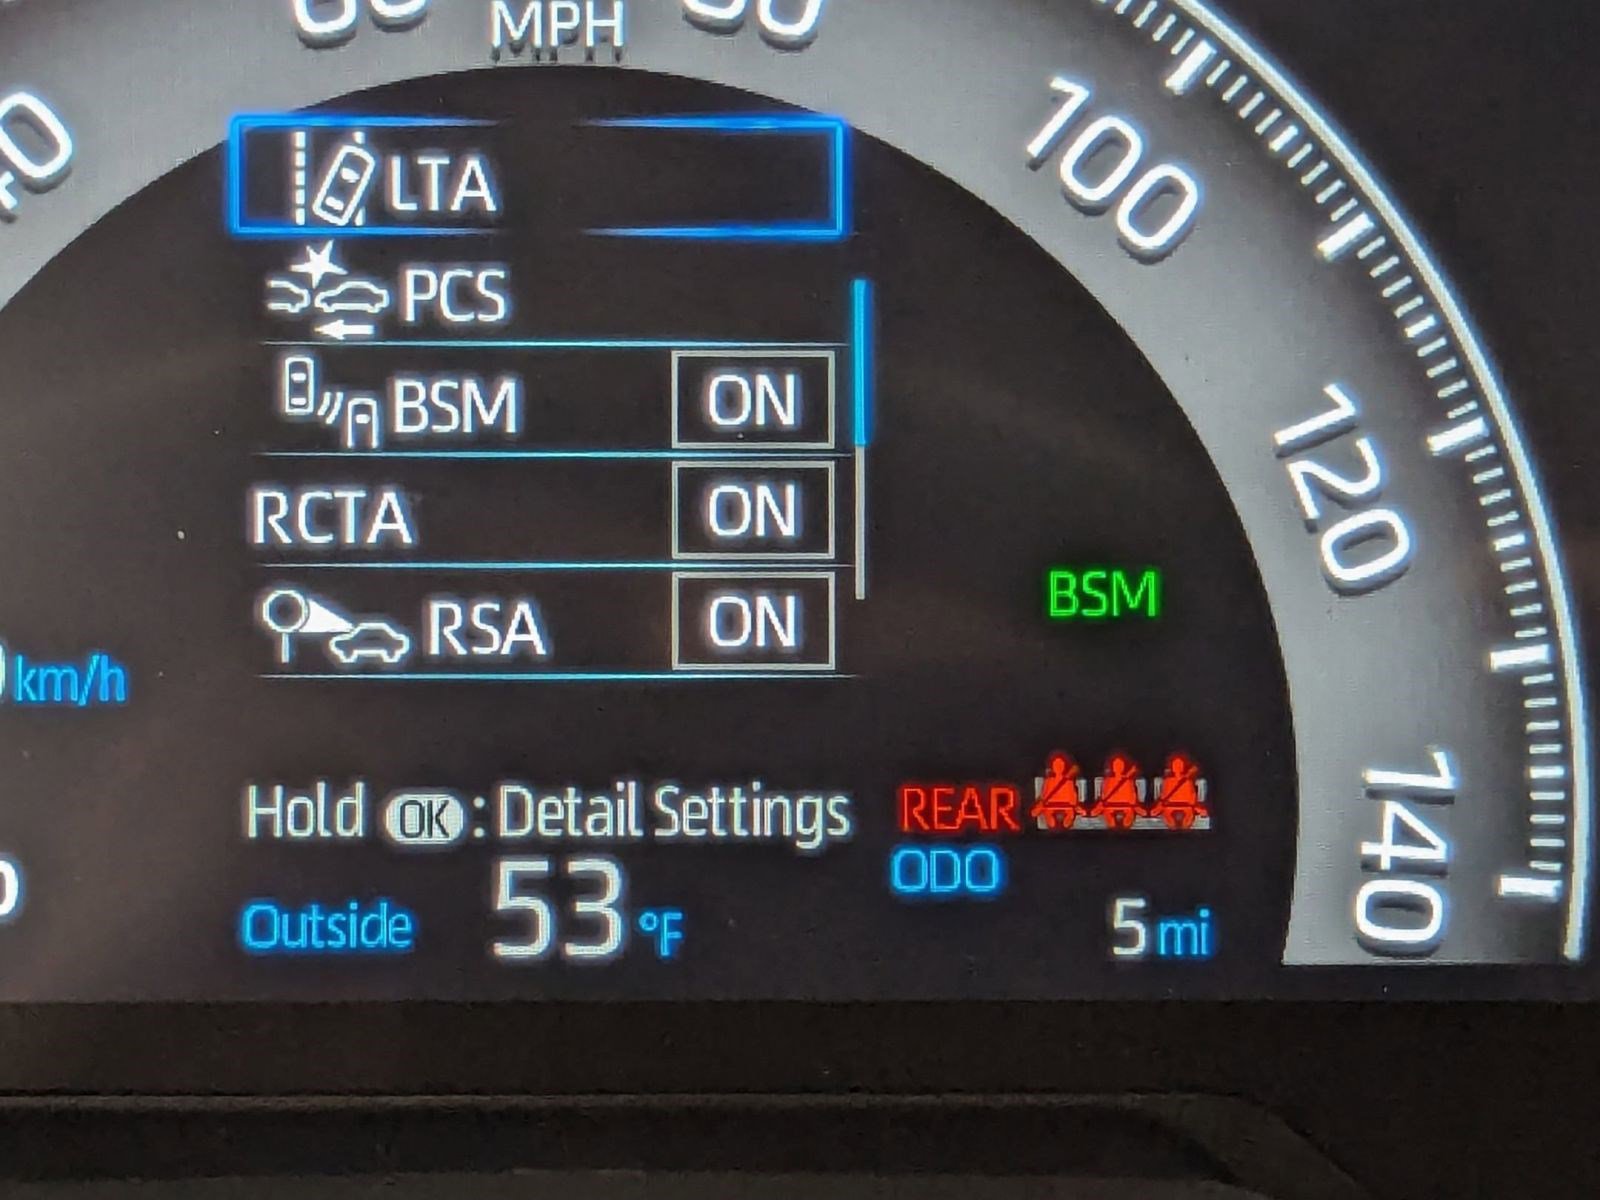 MPH
100
120
140
LTA
PCS
BSM ON
RCTA ON
RSA ON
BSM
km/h
Hold OK : Detail Settings
REAR
ODO
Outside 53 °F
5 mi